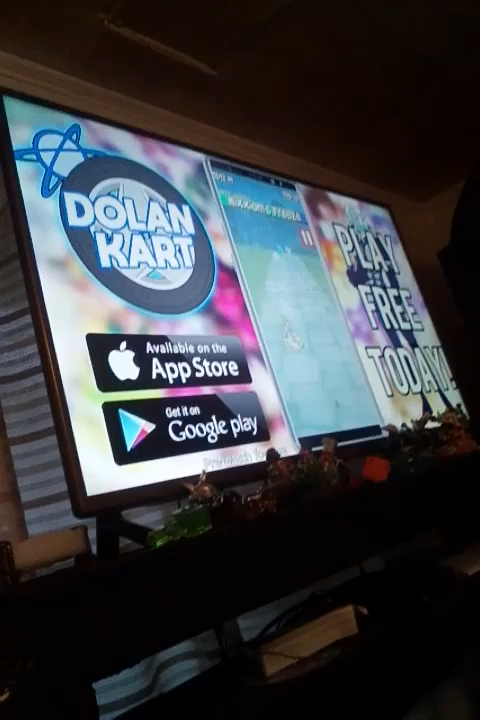 DOLAN
KART
Available on the
App Store
Get it on
Google play
PLAY
FREE
TODAY!